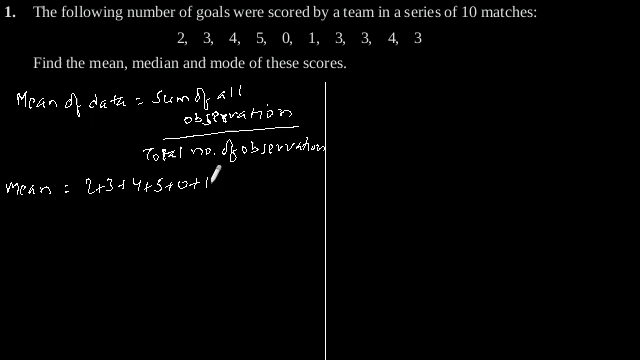 1. The following number of goals were scored by a team in a series of 10 matches:
2, 3, 4, 5, 0, 1, 3, 3, 4, 3
Find the mean, median and mode of these scores.
Mean of data = Sum of all
observation
Total no. of observation
Mean = 2+3+4+5+0+1